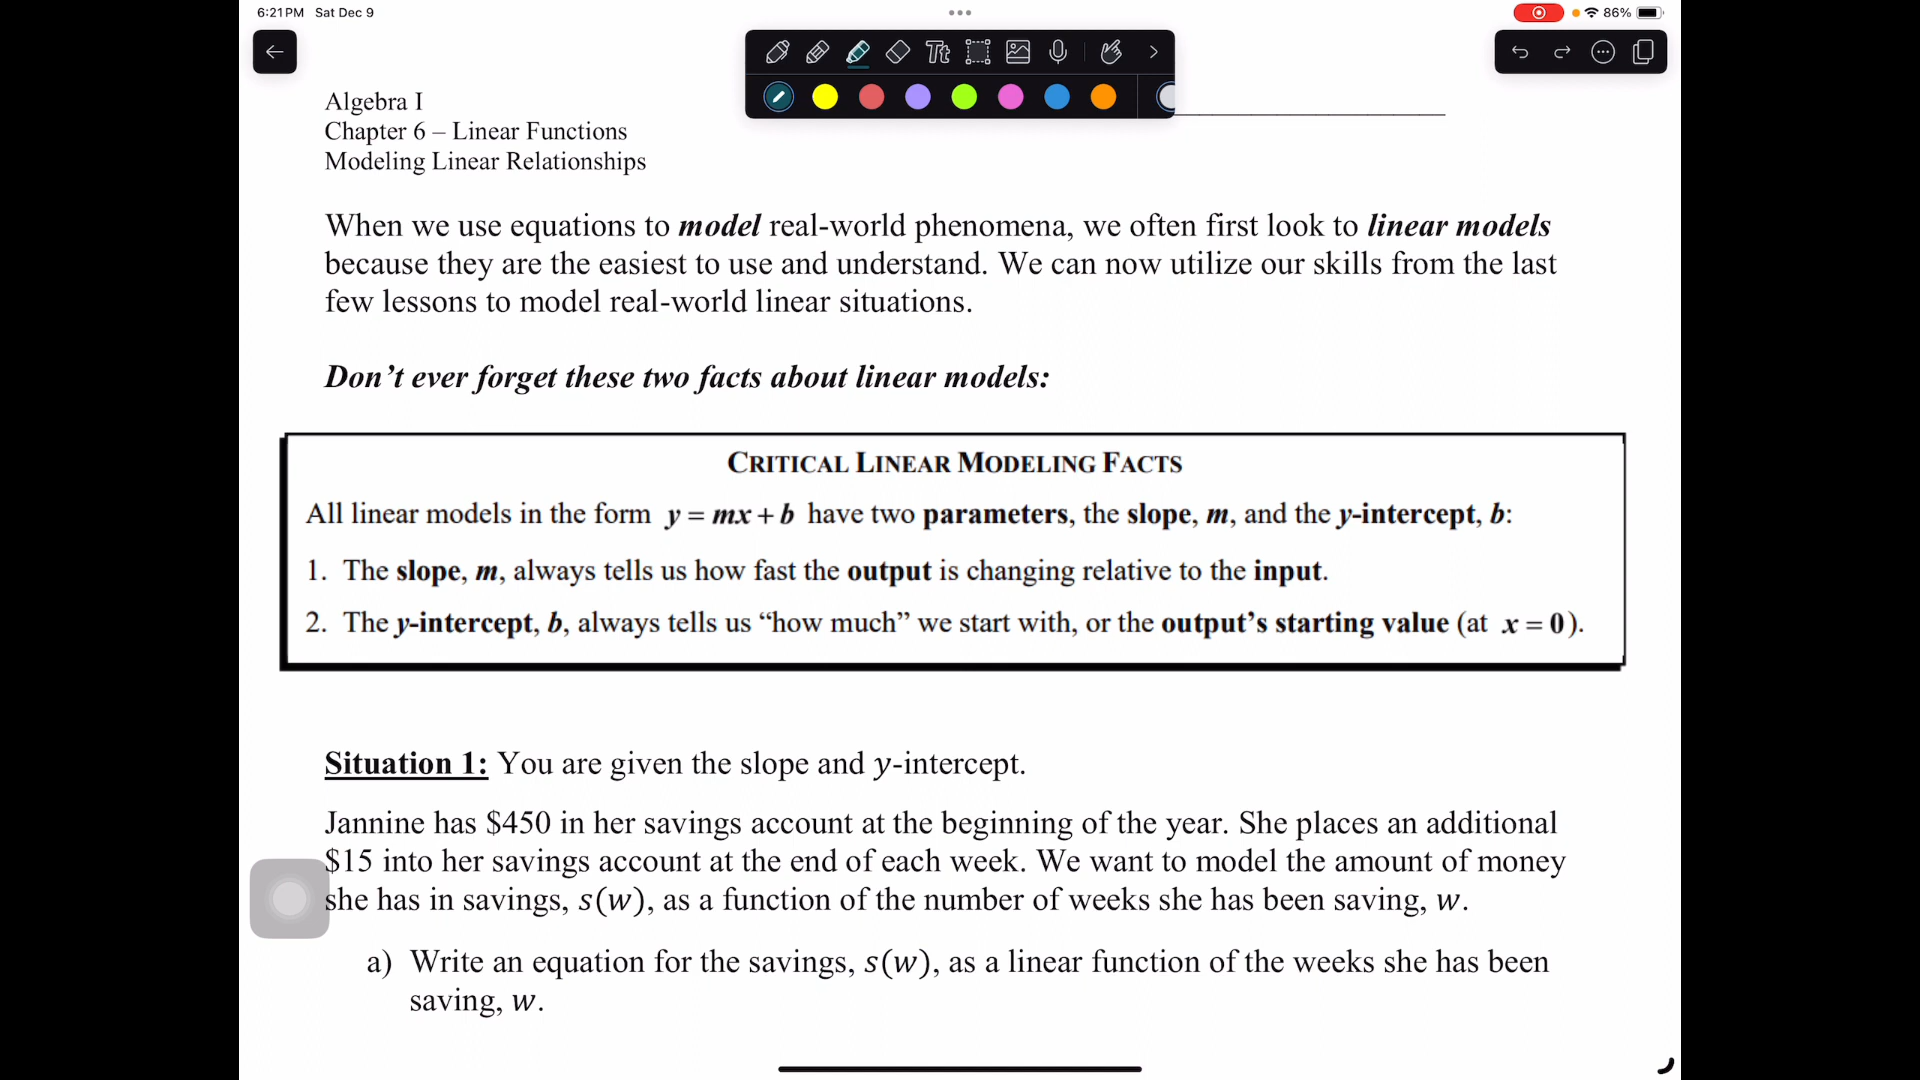 6:21 PM Sat Dec 9
86%
Tt
Algebra I
Chapter 6 – Linear Functions
Modeling Linear Relationships
When we use equations to model real-world phenomena, we often first look to linear models
because they are the easiest to use and understand. We can now utilize our skills from the last
few lessons to model real-world linear situations.
Don’t ever forget these two facts about linear models:
CRITICAL LINEAR MODELING FACTS
All linear models in the form y = mx + b have two parameters, the slope, m, and the y-intercept, b:
1. The slope, m, always tells us how fast the output is changing relative to the input.
2. The y-intercept, b, always tells us “how much” we start with, or the output’s starting value (at x = 0).
Situation 1: You are given the slope and y-intercept.
Jannine has $450 in her savings account at the beginning of the year. She places an additional
$15 into her savings account at the end of each week. We want to model the amount of money
she has in savings, s(w), as a function of the number of weeks she has been saving, w.
a) Write an equation for the savings, s(w), as a linear function of the weeks she has been
saving, w.